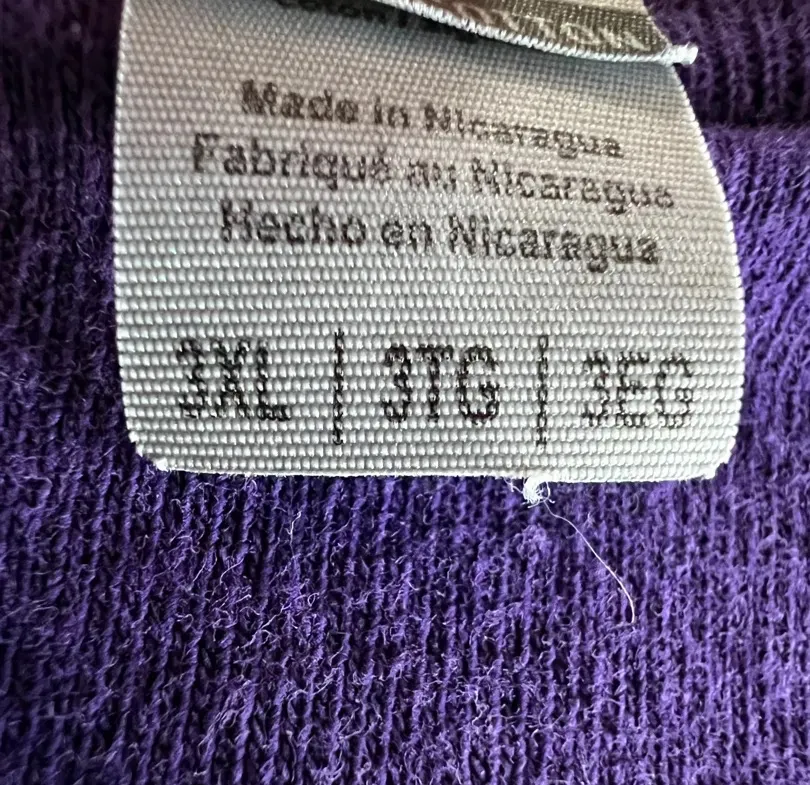 Made in Nicaragua
Fabriqué au Nicaragua
Hecho en Nicaragua
3XL | 3TG | 3EG